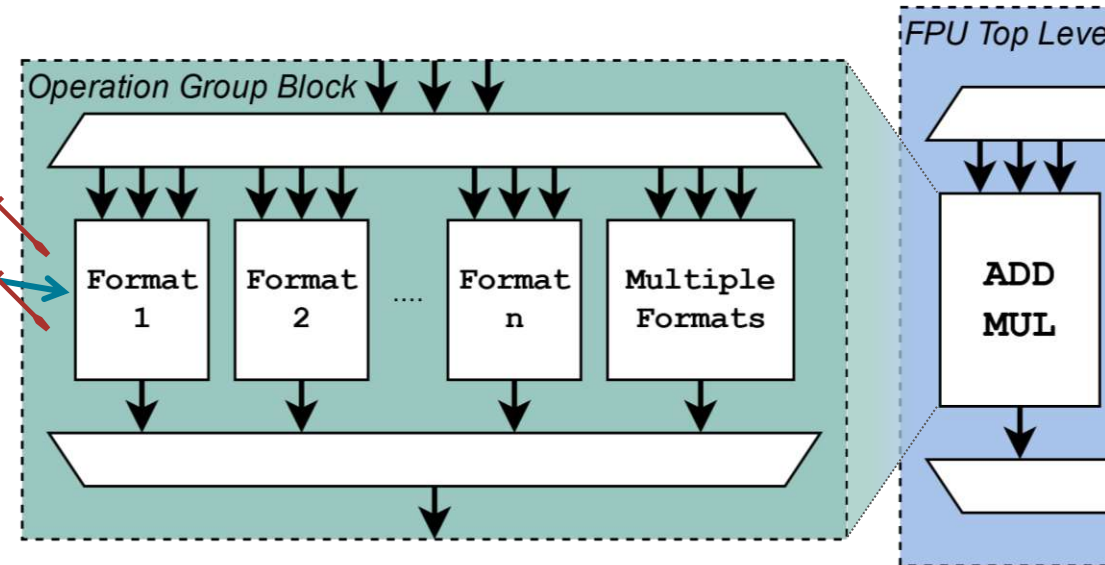 FPU Top Leve
Operation Group Block
Format 1
Format 2
....
Format n
Multiple Formats
ADD MUL